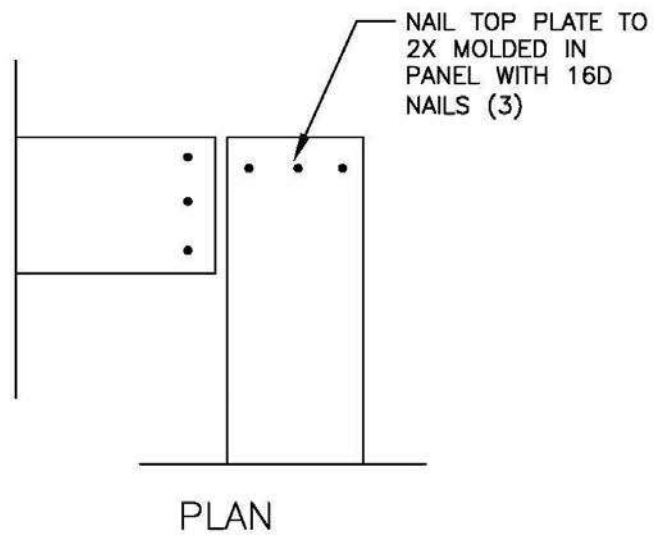 NAIL TOP PLATE TO
2X MOLDED IN
PANEL WITH 16D
NAILS (3)
PLAN